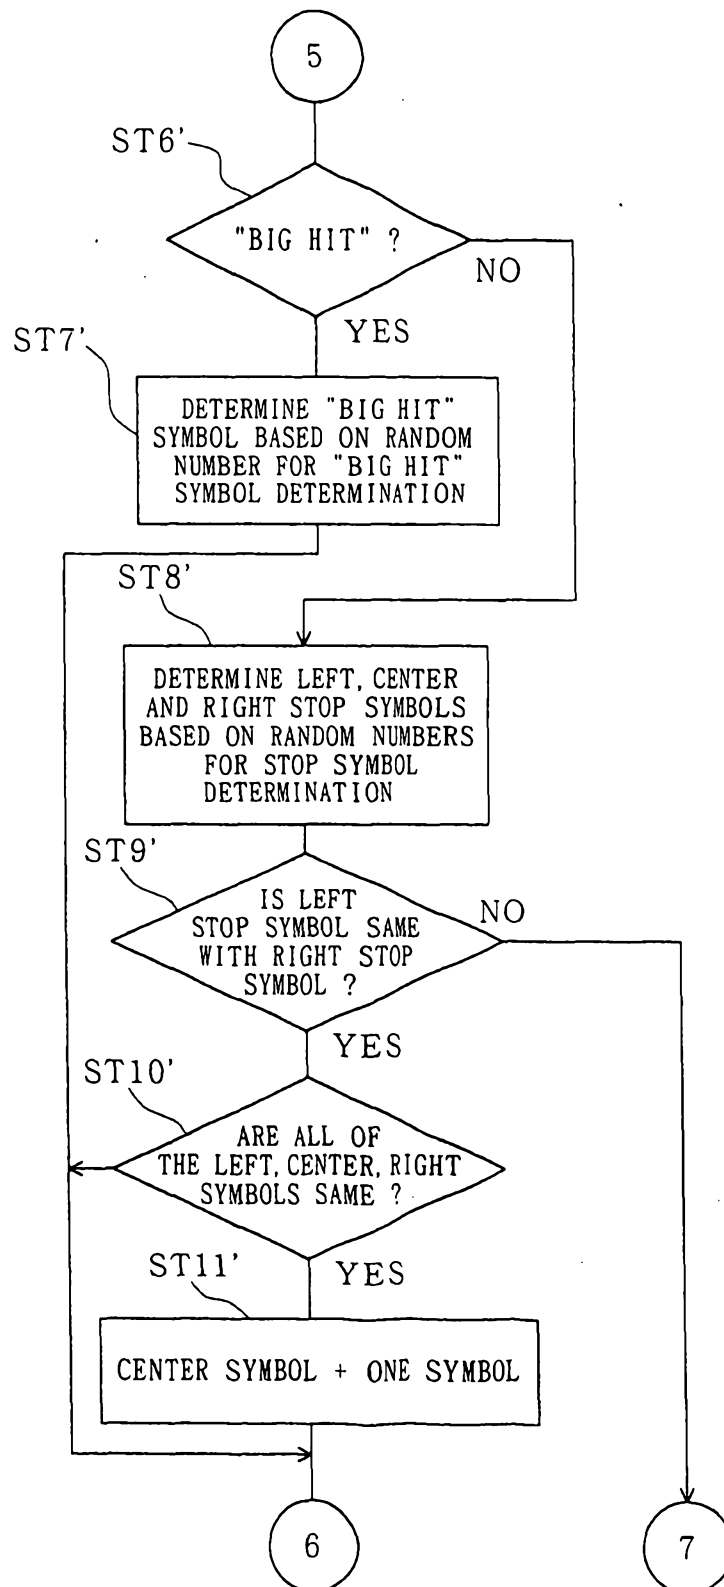 5
ST6'
"BIG HIT" ?
NO
YES
ST7'
DETERMINE "BIG HIT"
SYMBOL BASED ON RANDOM
NUMBER FOR "BIG HIT"
SYMBOL DETERMINATION
ST8'
DETERMINE LEFT, CENTER
AND RIGHT STOP SYMBOLS
BASED ON RANDOM NUMBERS
FOR STOP SYMBOL
DETERMINATION
ST9'
IS LEFT
STOP SYMBOL SAME
WITH RIGHT STOP
SYMBOL ?
NO
YES
ST10'
ARE ALL OF
THE LEFT, CENTER, RIGHT
SYMBOLS SAME ?
ST11'
YES
CENTER SYMBOL + ONE SYMBOL
6
7